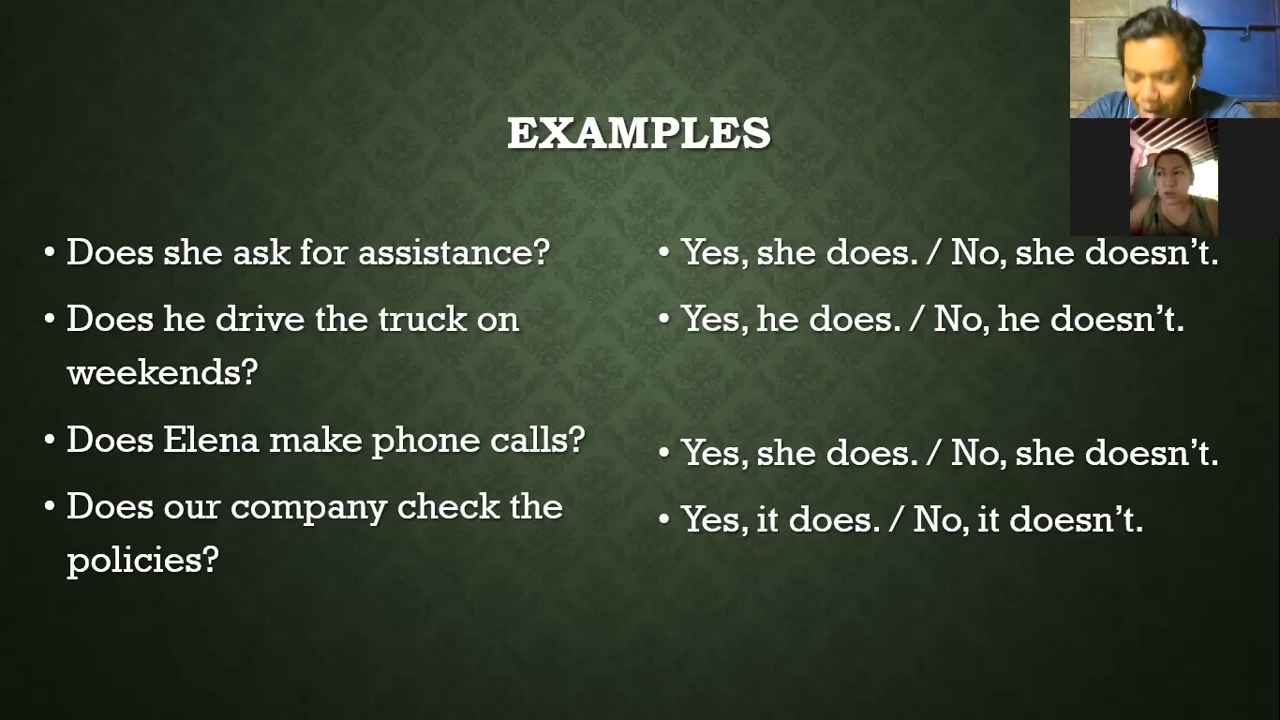 EXAMPLES
• Does she ask for assistance?
• Does he drive the truck on
weekends?
• Does Elena make phone calls?
• Does our company check the
policies?
• Yes, she does. / No, she doesn’t.
• Yes, he does. / No, he doesn’t.
• Yes, she does. / No, she doesn’t.
• Yes, it does. / No, it doesn’t.